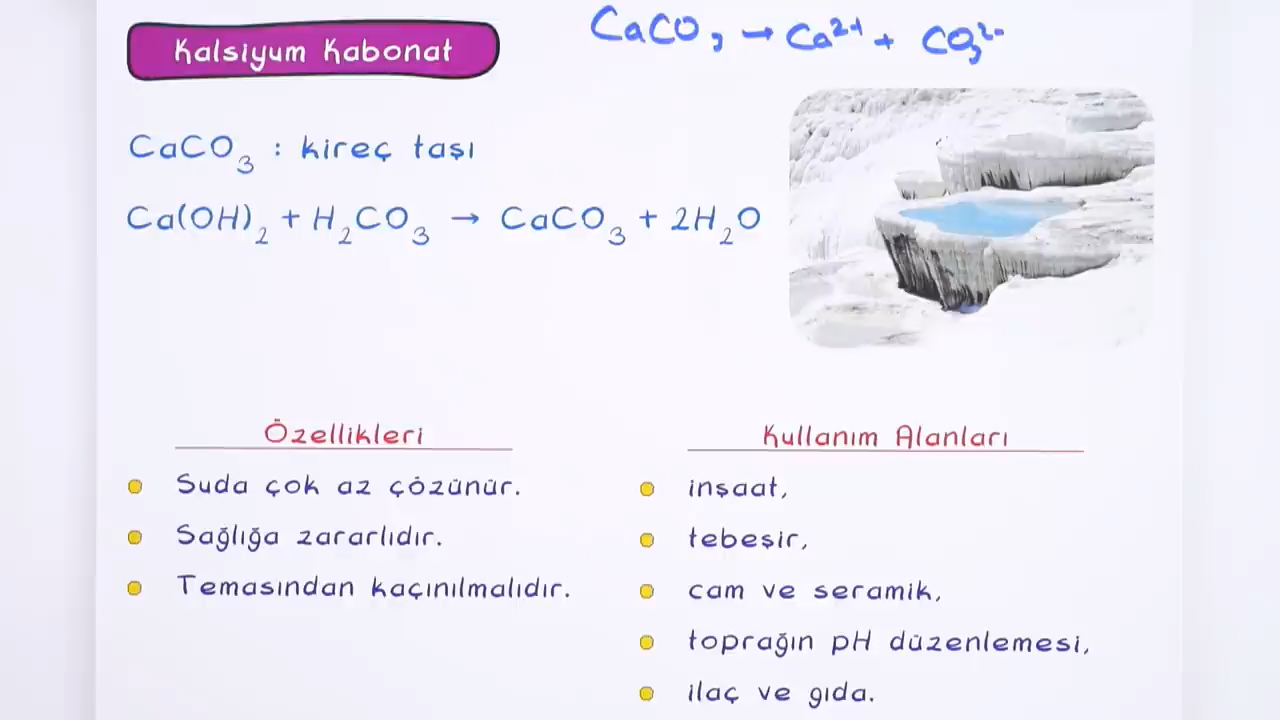 Kalsiyum Kabonat
CaCO₃ → Ca²⁺ + CO₃²⁻
CaCO₃ : kireç taşı
Ca(OH)₂ + H₂CO₃ → CaCO₃ + 2H₂O
Özellikleri
Suda çok az çözünür.
Sağlığa zararlıdır.
Temasından kaçınılmalıdır.
Kullanım Alanları
inşaat,
tebeşir,
cam ve seramik,
toprağın pH düzenlemesi,
ilaç ve gıda.